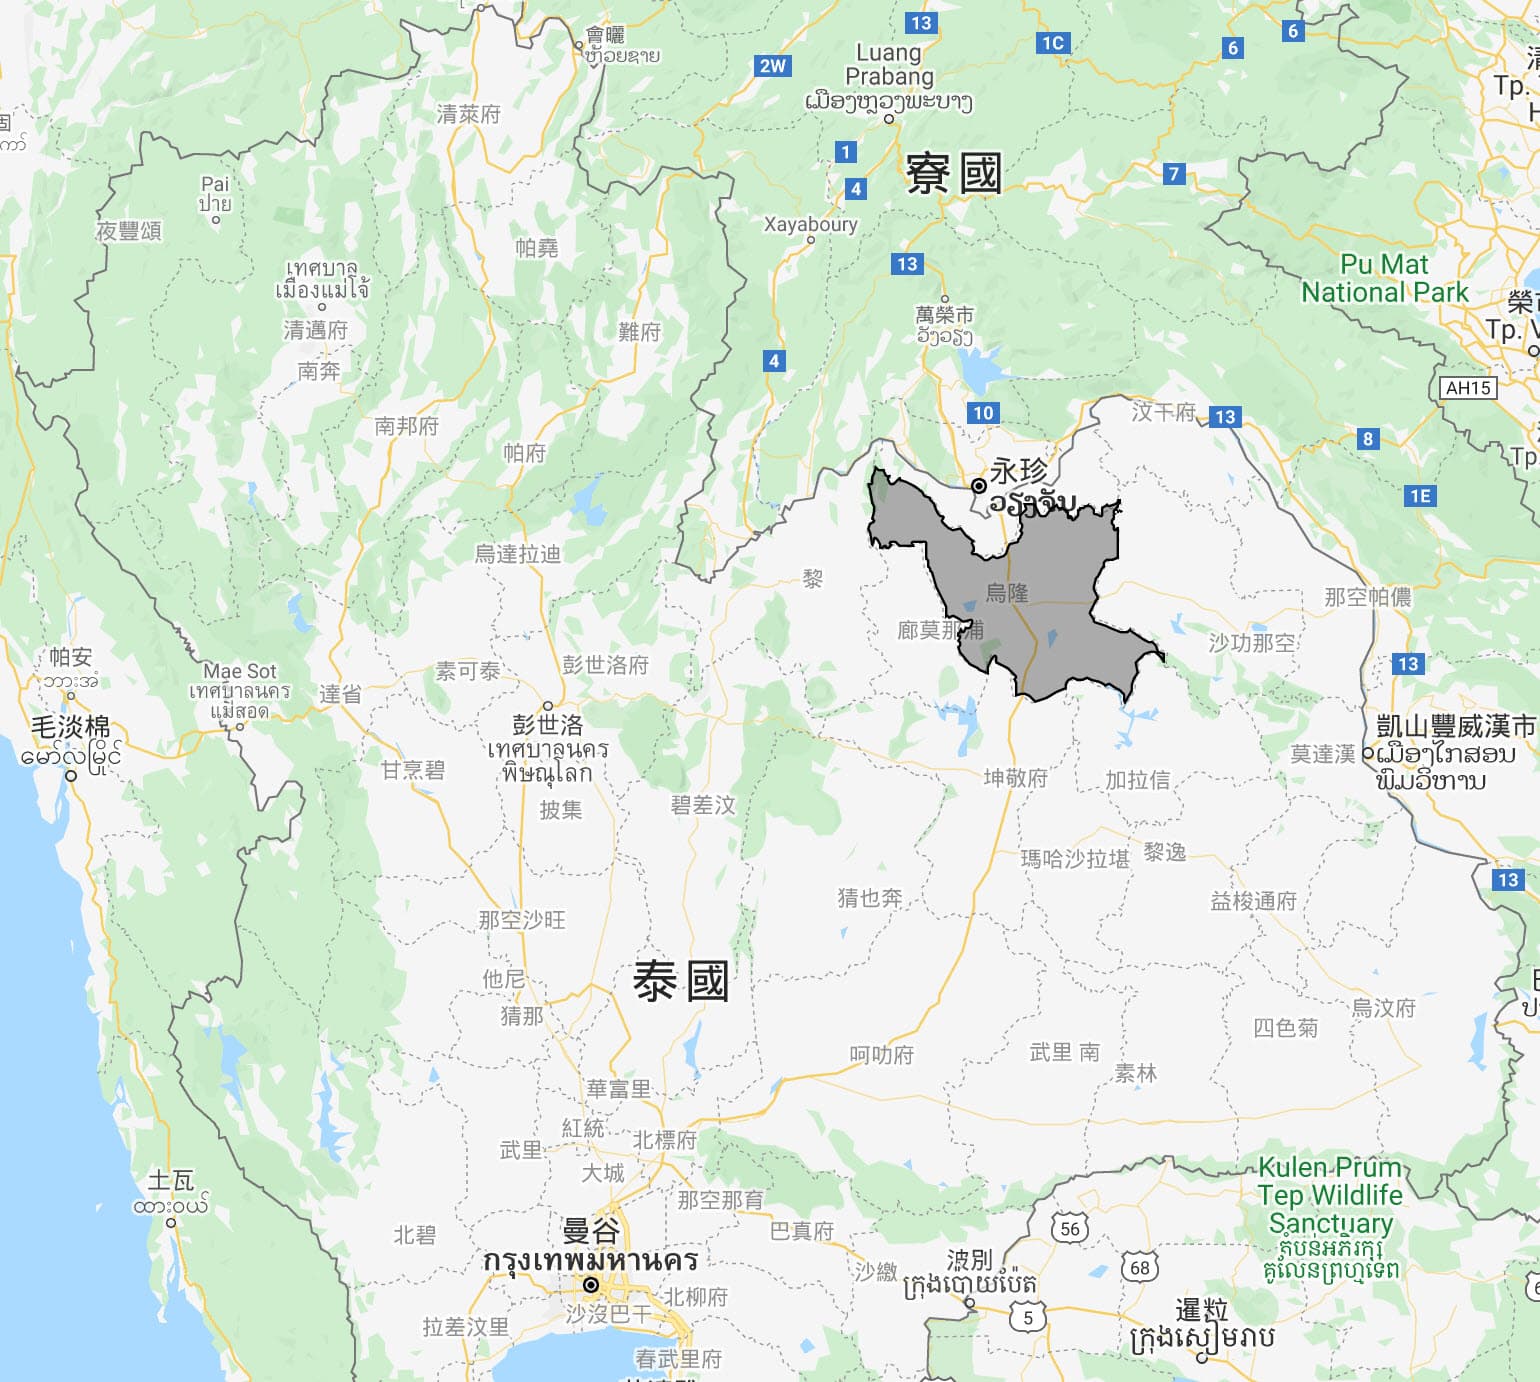 會曬
ຫ້ວຍຊາຍ
13
6
1C
6
2W
Luang
Prabang
ເມືອງຫຼວງພະບາງ
清萊府
1
4
寮國
7
Pai
ปาย
夜豐頌
Xayaboury
帕堯
13
เทศบาล
เมืองแม่โจ้
Pu Mat
National Park
清邁府
難府
萬榮市
ວັງວຽງ
南奔
4
AH15
10
汶干府
13
南邦府
8
帕府
永珍
ວຽງຈັນ
1E
烏達拉迪
黎
烏隆
那空帕儂
廊莫那浦
沙功那空
帕安
ဘားအံ
Mae Sot
เทศบาลนคร
แม่สอด
素可泰
彭世洛府
13
達省
毛淡棉
မော်လမြိုင်
彭世洛
เทศบาลนคร
พิษณุโลก
凱山豐威漢市
ເມືອງໄກສອນ
ພົມວິຫານ
莫達漢
甘烹碧
坤敬府
加拉信
披集
碧差汶
瑪哈沙拉堪
黎逸
13
猜也奔
益梭通府
那空沙旺
泰國
他尼
猜那
烏汶府
四色菊
呵叻府
武里 南
素林
華富里
紅統
北標府
武里
大城
Kulen Prum
Tep Wildlife
Sanctuary
土瓦
ထားဝယ်
那空那育
曼谷
กรุงเทพมหานคร
巴真府
56
北碧
波別
ក្រុងប៉ោយប៉ែត
沙繳
68
北柳府
沙沒巴干
5
暹粒
ក្រុងសៀមរាប
拉差汶里
春武里府